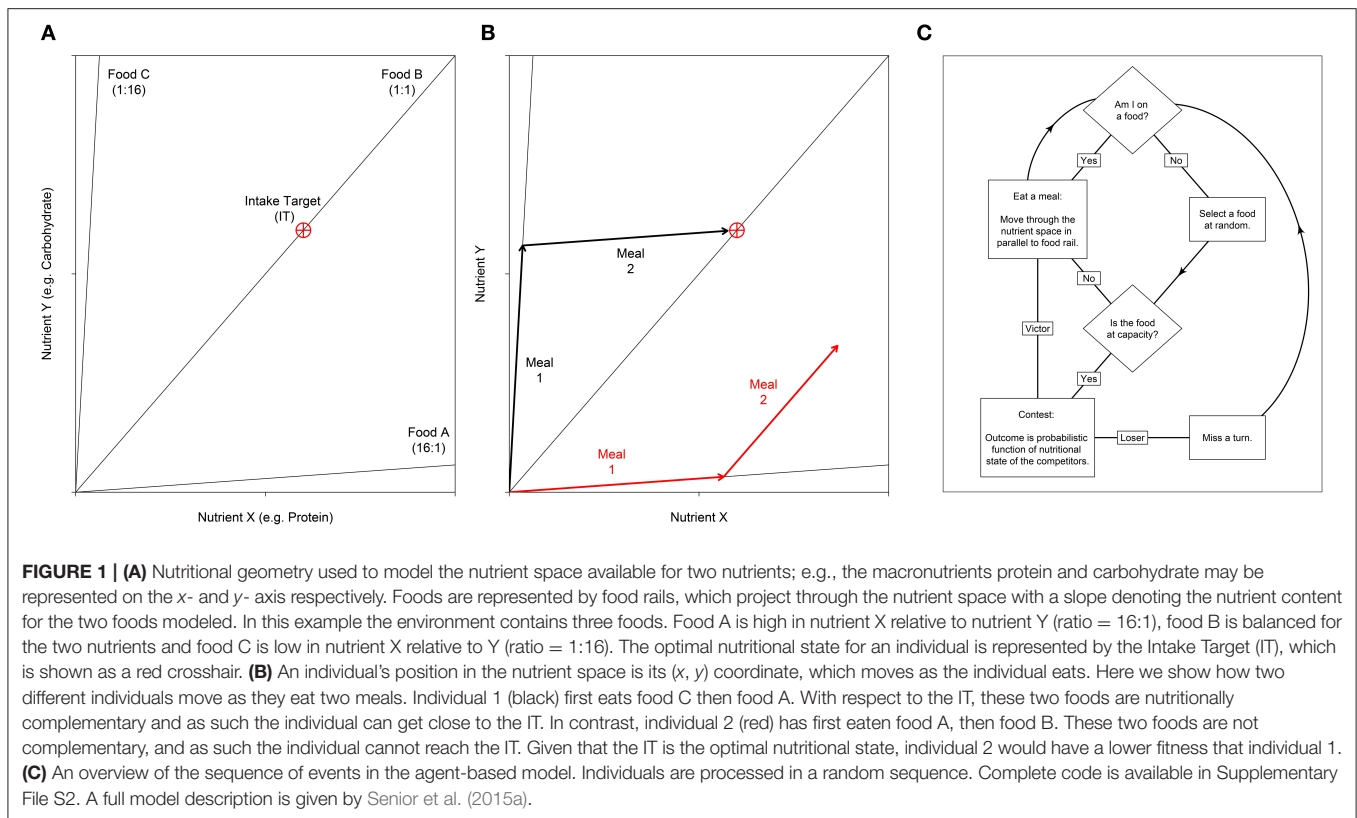 A
Food C
(1:16)
Food B
(1:1)
Intake Target
(IT)
Food A
(16:1)
Nutrient Y (e.g. Carbohydrate)
Nutrient X (e.g. Protein)
B
Meal
2
Meal
1
Meal
2
Meal
1
Nutrient Y
Nutrient X
C
Am I on
a food?
Yes
No
Eat a meal:
Move through the
nutrient space in
parallel to food rail.
Select a food
at random.
No
Is the food
at capacity?
Victor
Yes
Contest:
Outcome is probabilistic
function of nutritional
state of the competitors.
Loser
Miss a turn.
FIGURE 1 | (A) Nutritional geometry used to model the nutrient space available for two nutrients; e.g., the macronutrients protein and carbohydrate may be
represented on the x- and y- axis respectively. Foods are represented by food rails, which project through the nutrient space with a slope denoting the nutrient content
for the two foods modeled. In this example the environment contains three foods. Food A is high in nutrient X relative to nutrient Y (ratio = 16:1), food B is balanced for
the two nutrients and food C is low in nutrient X relative to Y (ratio = 1:16). The optimal nutritional state for an individual is represented by the Intake Target (IT), which
is shown as a red crosshair. (B) An individual's position in the nutrient space is its (x, y) coordinate, which moves as the individual eats. Here we show how two
different individuals move as they eat two meals. Individual 1 (black) first eats food C then food A. With respect to the IT, these two foods are nutritionally
complementary and as such the individual can get close to the IT. In contrast, individual 2 (red) has first eaten food A, then food B. These two foods are not
complementary, and as such the individual cannot reach the IT. Given that the IT is the optimal nutritional state, individual 2 would have a lower fitness that individual 1.
(C) An overview of the sequence of events in the agent-based model. Individuals are processed in a random sequence. Complete code is available in Supplementary
File S2. A full model description is given by Senior et al. (2015a).